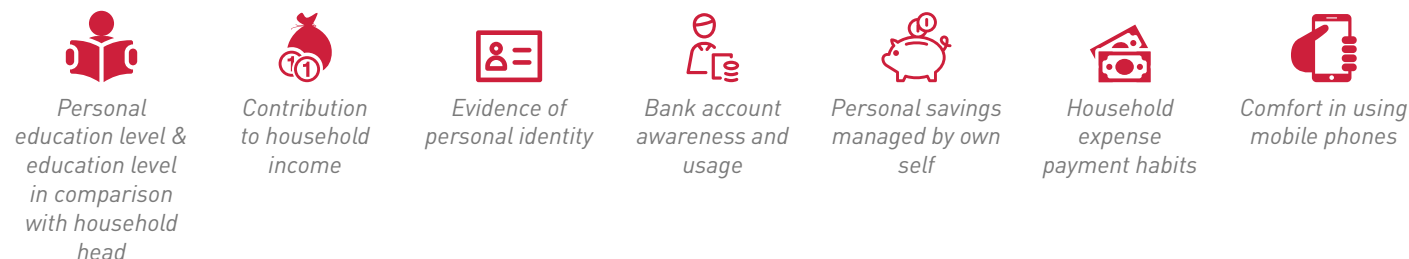 Personal
education level &
education level
in comparison
with household
head
Contribution
to household
income
Evidence of
personal identity
Bank account
awareness and
usage
Personal savings
managed by own
self
Household
expense
payment habits
Comfort in using
mobile phones